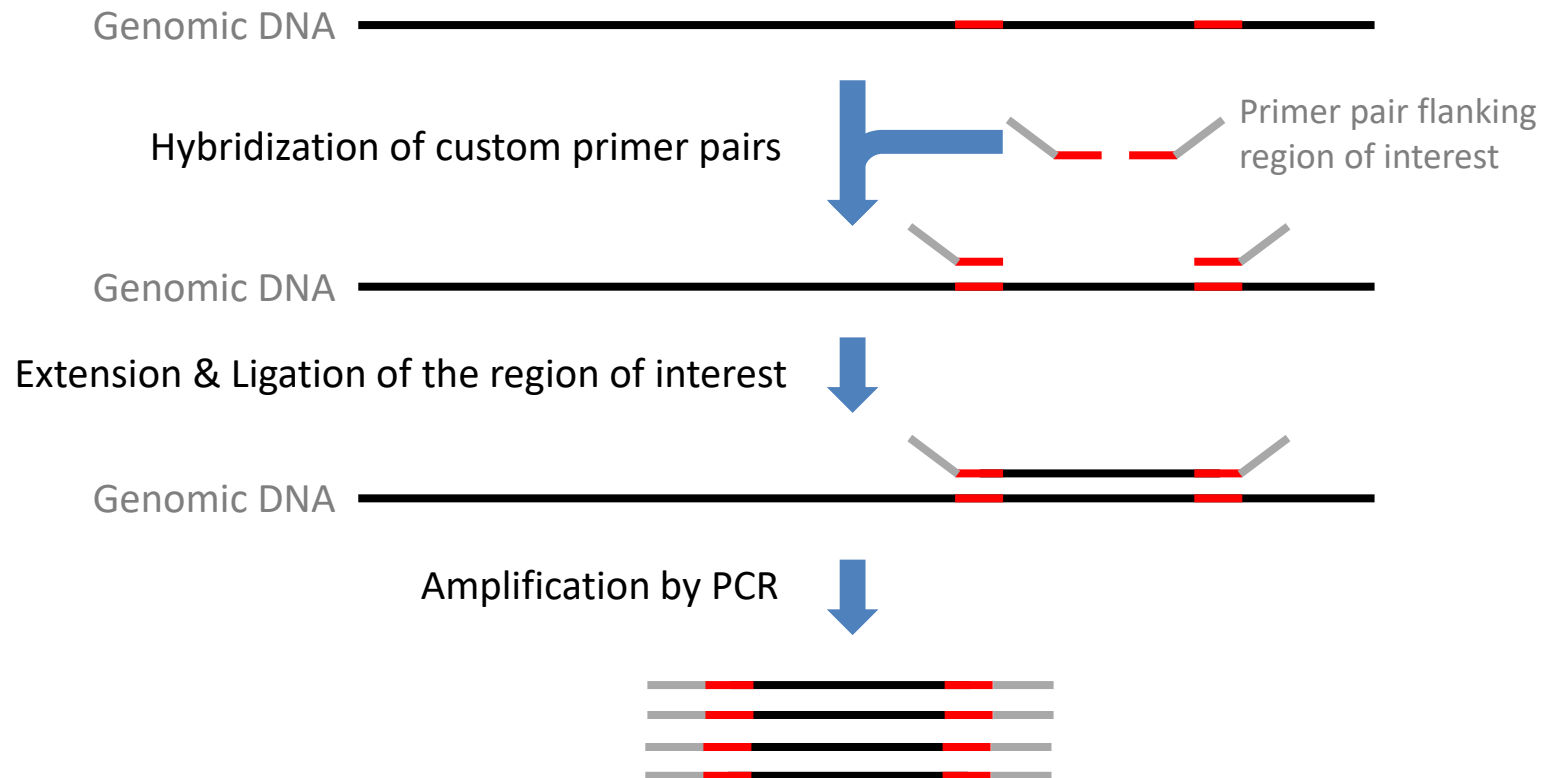 Genomic DNA
Hybridization of custom primer pairs
Primer pair flanking
region of interest
Genomic DNA
Extension & Ligation of the region of interest
Genomic DNA
Amplification by PCR